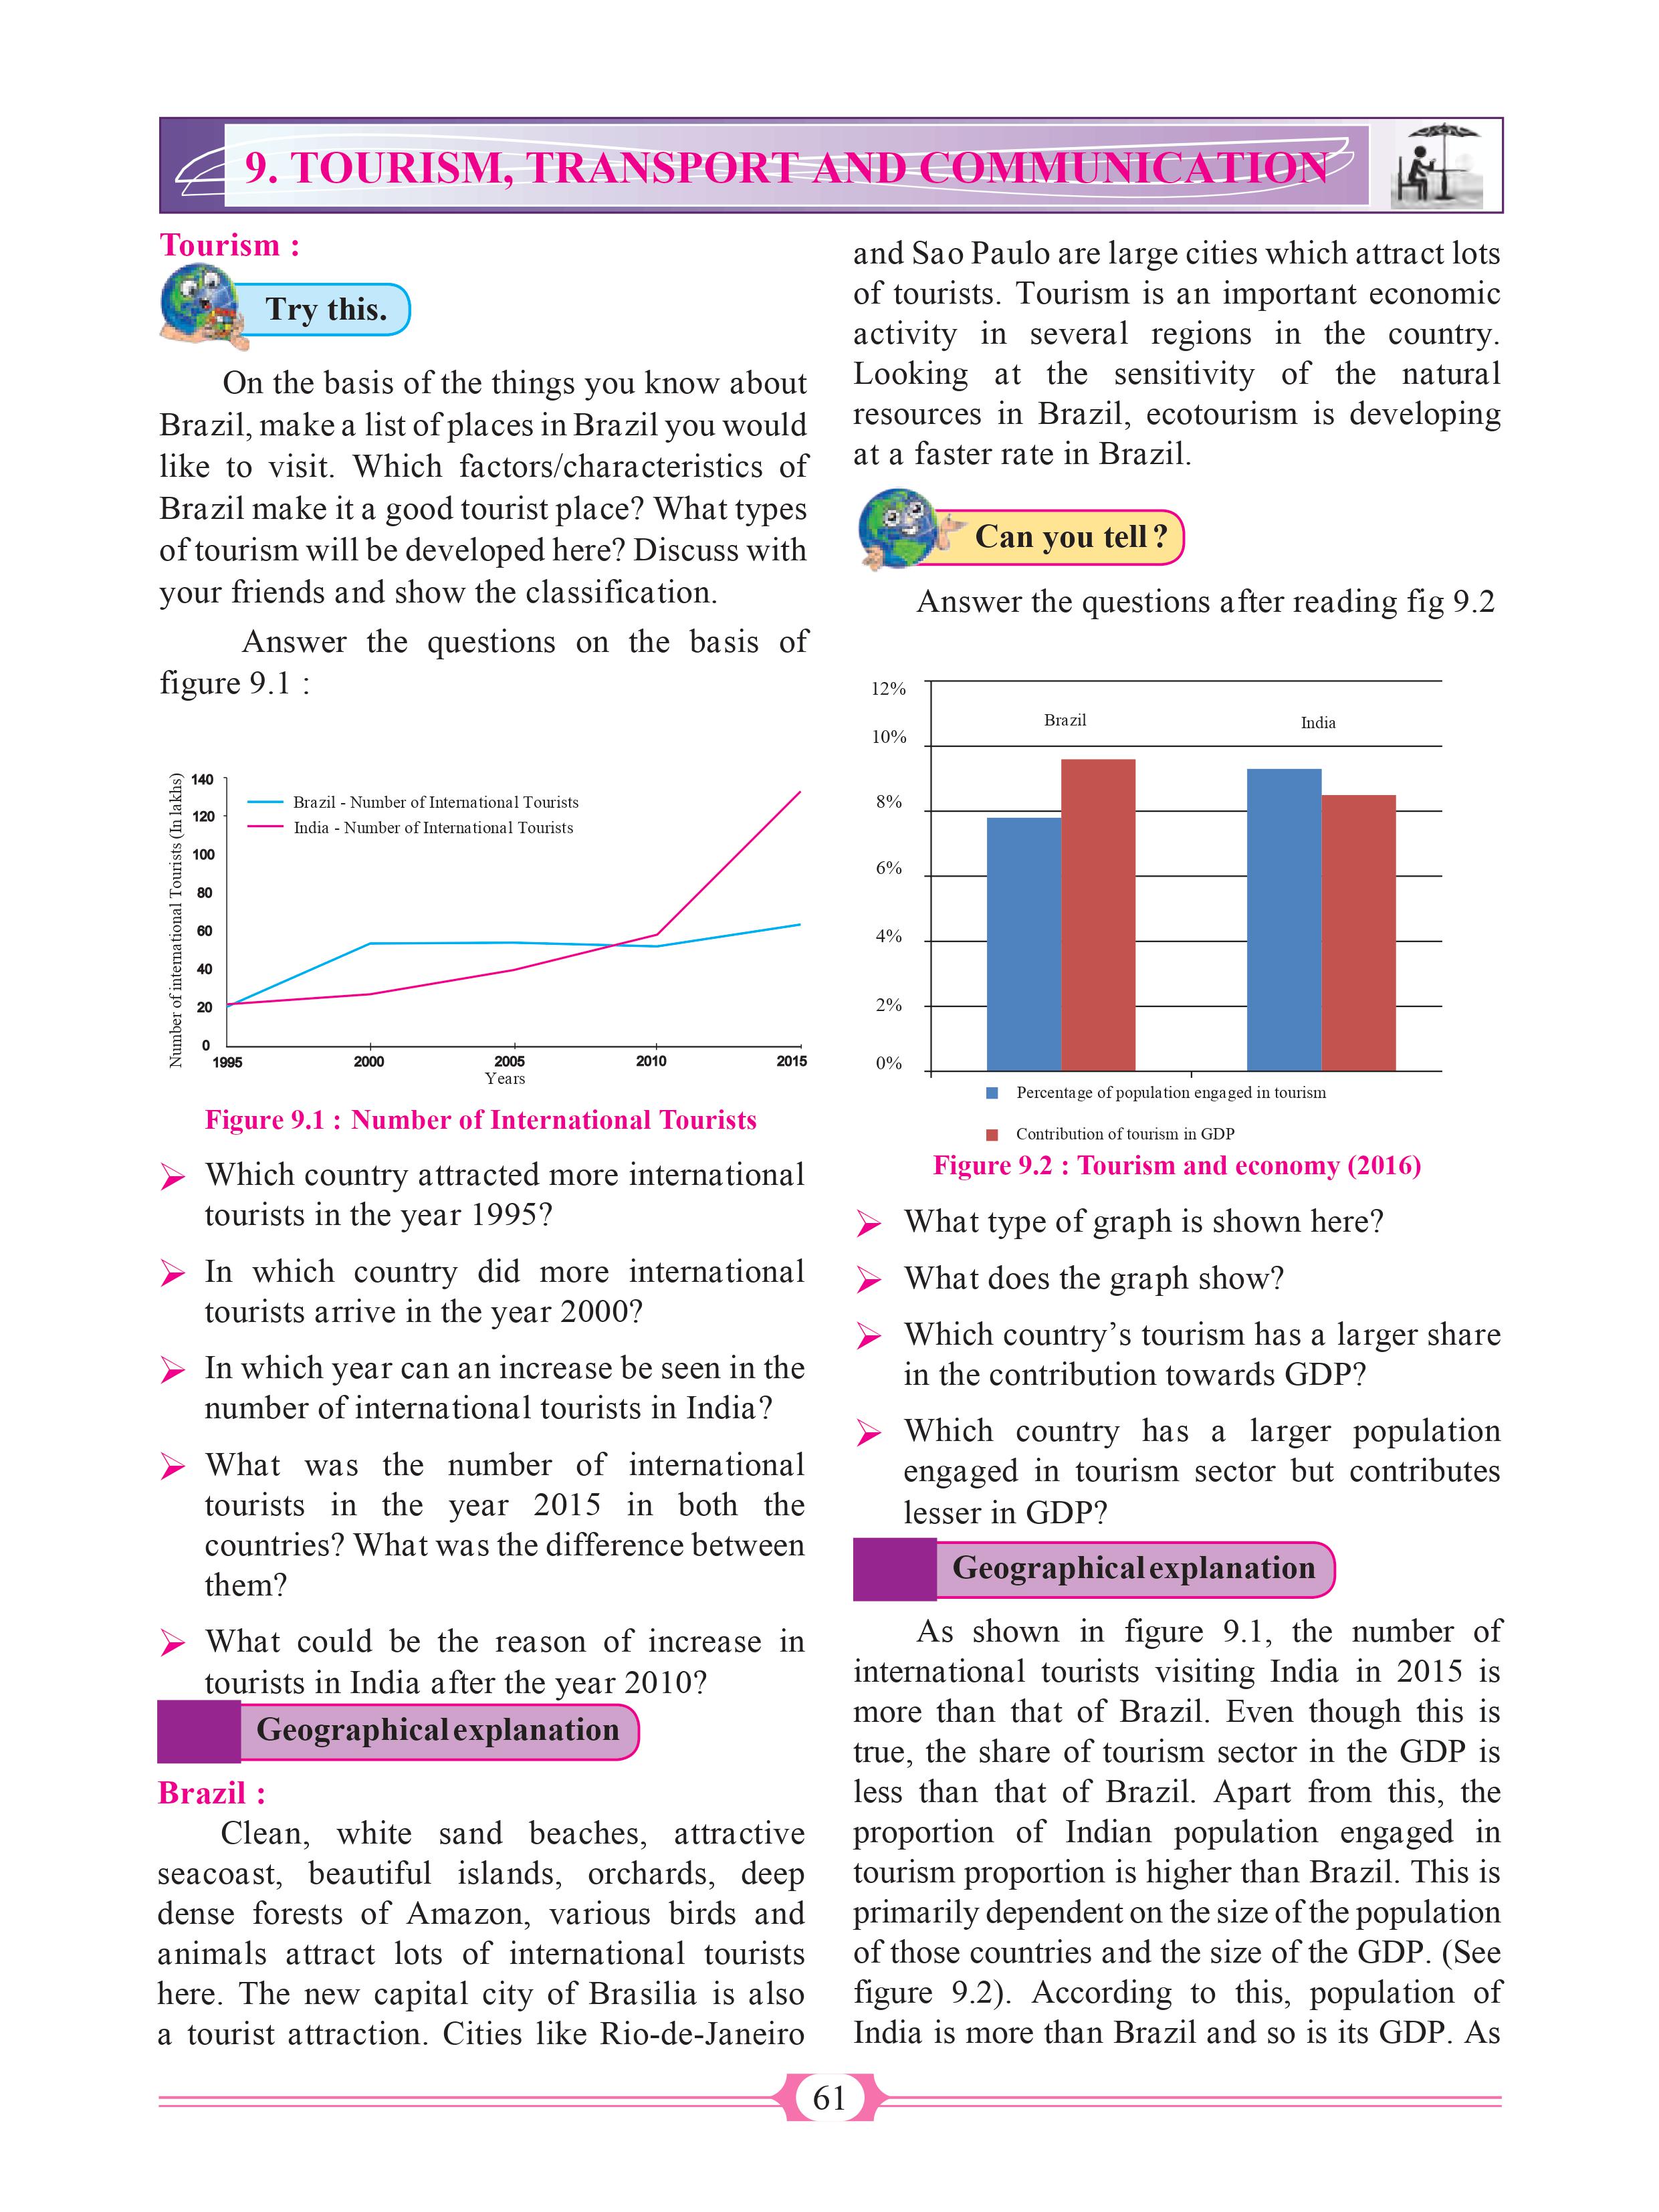 9. TOURISM, TRANSPORT AND COMMUNICATION
Tourism :
Try this.
On the basis of the things you know about
Brazil, make a list of places in Brazil you would
like to visit. Which factors/characteristics of
Brazil make it a good tourist place? What types
of tourism will be developed here? Discuss with
your friends and show the classification.
Answer the questions on the basis of
figure 9.1 :
Number of international Tourists (In lakhs)
140
120
100
80
60
40
20
0
Brazil - Number of International Tourists
India - Number of International Tourists
1995 2000 2005 2010 2015
Years
Figure 9.1 : Number of International Tourists
Which country attracted more international
tourists in the year 1995?
In which country did more international
tourists arrive in the year 2000?
In which year can an increase be seen in the
number of international tourists in India?
What was the number of international
tourists in the year 2015 in both the
countries? What was the difference between
them?
What could be the reason of increase in
tourists in India after the year 2010?
Geographical explanation
Brazil :
Clean, white sand beaches, attractive
seacoast, beautiful islands, orchards, deep
dense forests of Amazon, various birds and
animals attract lots of international tourists
here. The new capital city of Brasilia is also
a tourist attraction. Cities like Rio-de-Janeiro
and Sao Paulo are large cities which attract lots
of tourists. Tourism is an important economic
activity in several regions in the country.
Looking at the sensitivity of the natural
resources in Brazil, ecotourism is developing
at a faster rate in Brazil.
Can you tell ?
Answer the questions after reading fig 9.2
12%
10%
8%
6%
4%
2%
0%
Brazil
India
Percentage of population engaged in tourism
Contribution of tourism in GDP
Figure 9.2 : Tourism and economy (2016)
What type of graph is shown here?
What does the graph show?
Which country’s tourism has a larger share
in the contribution towards GDP?
Which country has a larger population
engaged in tourism sector but contributes
lesser in GDP?
Geographical explanation
As shown in figure 9.1, the number of
international tourists visiting India in 2015 is
more than that of Brazil. Even though this is
true, the share of tourism sector in the GDP is
less than that of Brazil. Apart from this, the
proportion of Indian population engaged in
tourism proportion is higher than Brazil. This is
primarily dependent on the size of the population
of those countries and the size of the GDP. (See
figure 9.2). According to this, population of
India is more than Brazil and so is its GDP. As
61